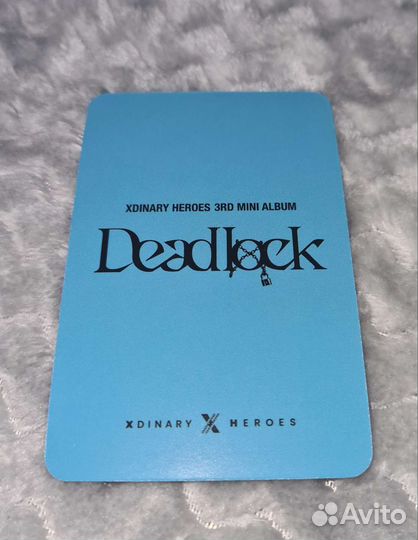 XDINARY HEROES 3RD MINI ALBUM
Deadlock
XDINARY X HEROES
Avito